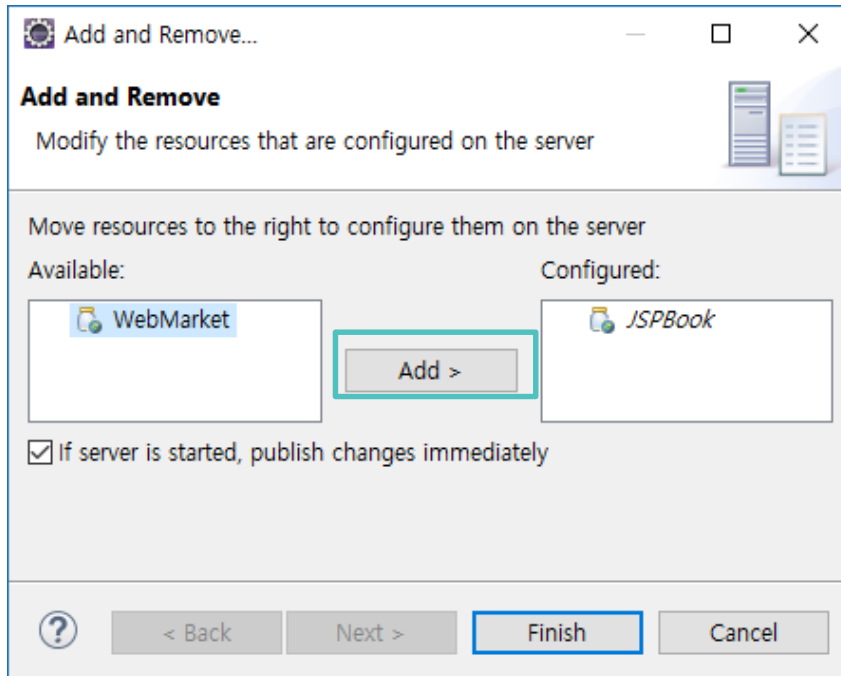 Add and Remove...
Add and Remove
Modify the resources that are configured on the server
Move resources to the right to configure them on the server
Available:
Configured:
WebMarket
JSPBook
Add >
If server is started, publish changes immediately
?
< Back
Next >
Finish
Cancel